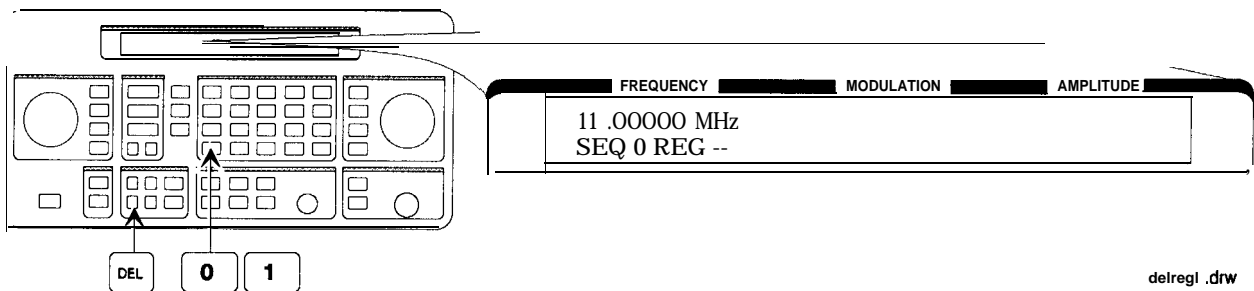 FREQUENCY MODULATION AMPLITUDE
11 .00000 MHz
SEQ 0 REG --
DEL 0 1
delregl .drw